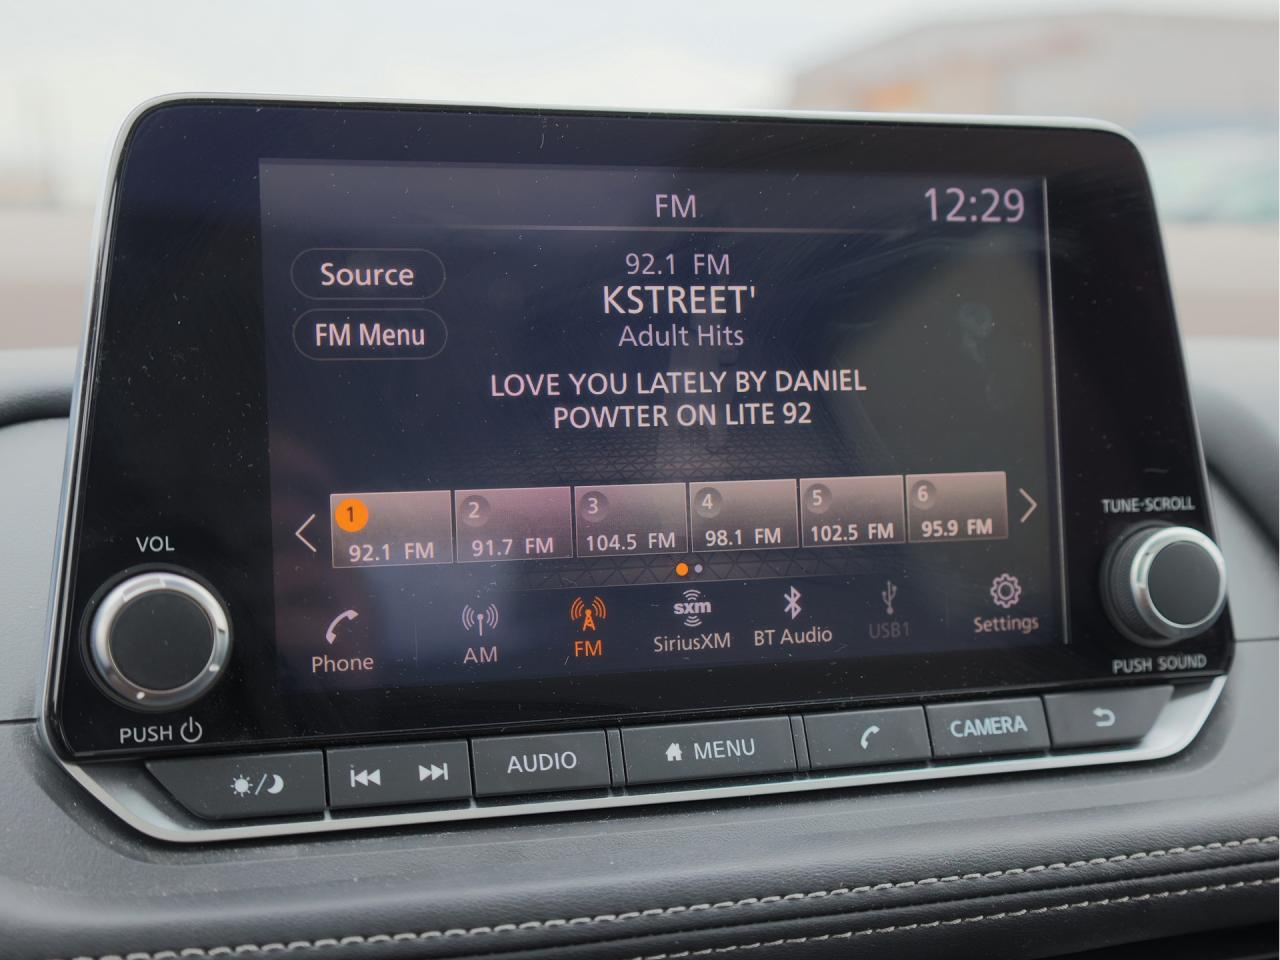 FM
12:29
Source
FM Menu
92.1 FM
KSTREET'
Adult Hits
LOVE YOU LATELY BY DANIEL
POWTER ON LITE 92
1
92.1 FM
2
91.7 FM
3
104.5 FM
4
98.1 FM
5
102.5 FM
6
95.9 FM
Phone
AM
FM
sxm
SiriusXM
BT Audio
USB1
Settings
VOL
PUSH
TUNE·SCROLL
PUSH SOUND
AUDIO
MENU
CAMERA